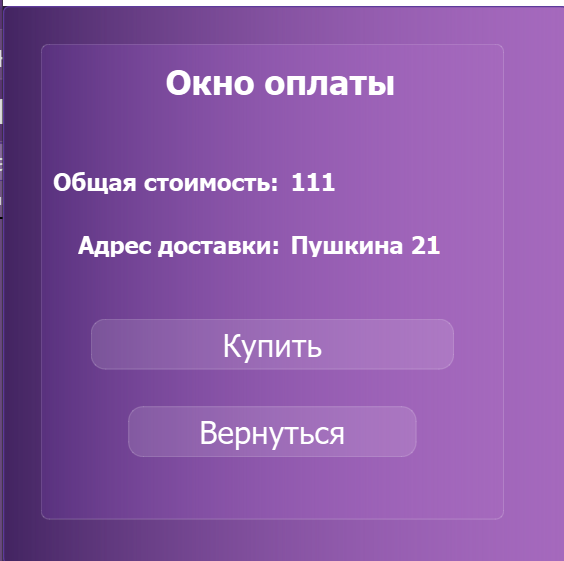 Окно оплаты
Общая стоимость: 111
Адрес доставки: Пушкина 21
Купить
Вернуться